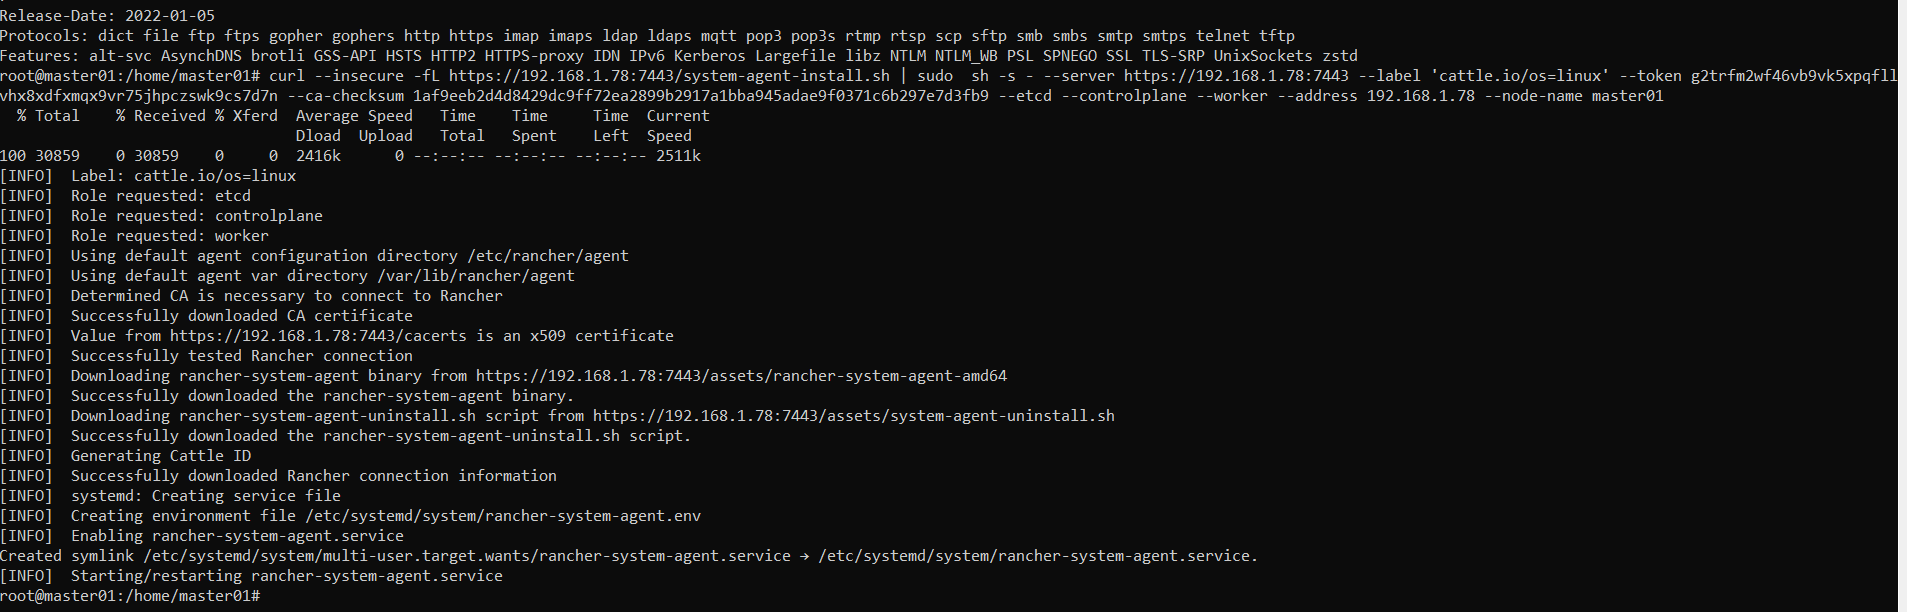 Release-Date: 2022-01-05
Protocols: dict file ftp ftps gopher gophers http https imap imaps ldap ldaps mqtt pop3 pop3s rtmp rtsp scp sftp smb smbs smtp smtps telnet tftp
Features: alt-svc AsynchDNS brotli GSS-API HSTS HTTP2 HTTPS-proxy IDN IPv6 Kerberos Largefile libz NTLM NTLM_WB PSL SPNEGO SSL TLS-SRP UnixSockets zstd
root@master01:/home/master01# curl --insecure -fL https://192.168.1.78:7443/system-agent-install.sh | sudo  sh -s - --server https://192.168.1.78:7443 --label 'cattle.io/os=linux' --token g2trfm2wf46vb9vk5xpqfll
vhx8xdfxmqx9vr75jhpczswk9cs7d7n --ca-checksum 1af9eeb2d4d8429dc9ff72ea2899b2917a1bba945adae9f0371c6b297e7d3fb9 --etcd --controlplane --worker --address 192.168.1.78 --node-name master01
  % Total    % Received % Xferd  Average Speed   Time    Time     Time  Current
                                 Dload  Upload   Total   Spent    Left  Speed
100 30859    0 30859    0     0  2416k      0 --:--:-- --:--:-- --:--:-- 2511k
[INFO]  Label: cattle.io/os=linux
[INFO]  Role requested: etcd
[INFO]  Role requested: controlplane
[INFO]  Role requested: worker
[INFO]  Using default agent configuration directory /etc/rancher/agent
[INFO]  Using default agent var directory /var/lib/rancher/agent
[INFO]  Determined CA is necessary to connect to Rancher
[INFO]  Successfully downloaded CA certificate
[INFO]  Value from https://192.168.1.78:7443/cacerts is an x509 certificate
[INFO]  Successfully tested Rancher connection
[INFO]  Downloading rancher-system-agent binary from https://192.168.1.78:7443/assets/rancher-system-agent-amd64
[INFO]  Successfully downloaded the rancher-system-agent binary.
[INFO]  Downloading rancher-system-agent-uninstall.sh script from https://192.168.1.78:7443/assets/system-agent-uninstall.sh
[INFO]  Successfully downloaded the rancher-system-agent-uninstall.sh script.
[INFO]  Generating Cattle ID
[INFO]  Successfully downloaded Rancher connection information
[INFO]  systemd: Creating service file
[INFO]  Creating environment file /etc/systemd/system/rancher-system-agent.env
[INFO]  Enabling rancher-system-agent.service
Created symlink /etc/systemd/system/multi-user.target.wants/rancher-system-agent.service → /etc/systemd/system/rancher-system-agent.service.
[INFO]  Starting/restarting rancher-system-agent.service
root@master01:/home/master01#